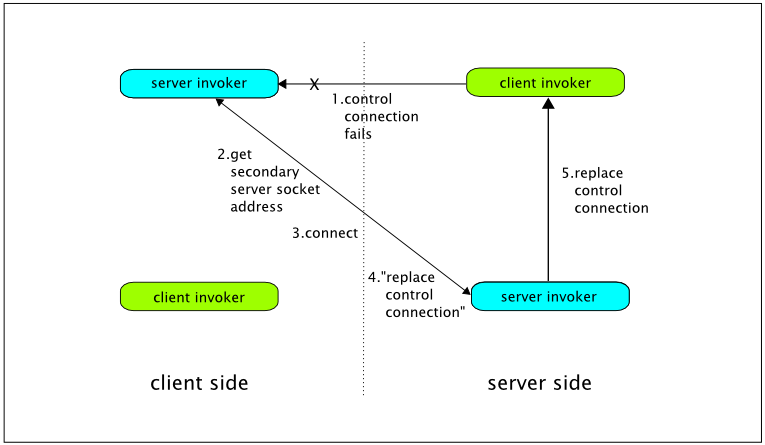 server invoker
X
client invoker
1.control
connection
fails
2.get
secondary
server socket
address
3.connect
5.replace
control
connection
4."replace
control
connection"
client invoker
server invoker
client side
server side